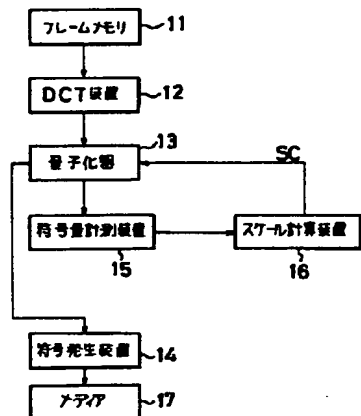 フレームメモリ
11
DCT装置
12
13
量子化器
SC
符号量計測装置
15
スケール計算装置
16
符号発生装置
14
メディア
17